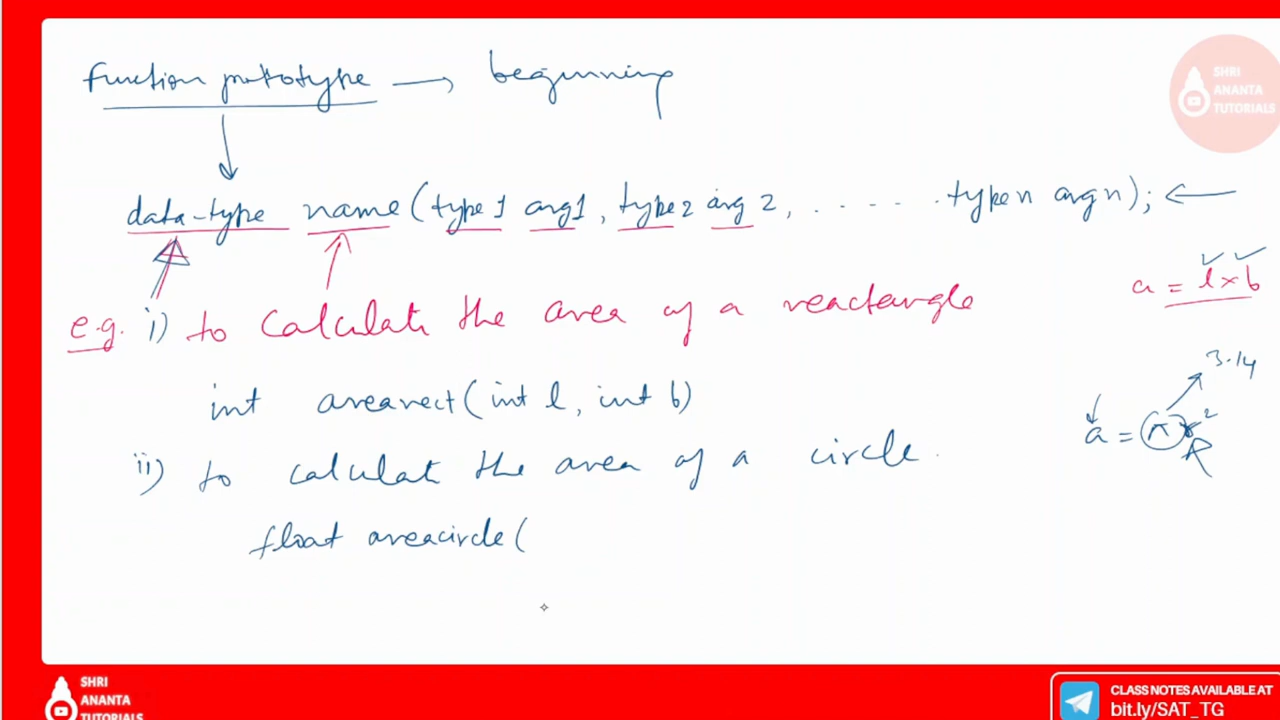 function prototype → beginning
SHRI
ANANTA
TUTORIALS
data-type name(type1 arg1, type2 arg2, ..... typen argn); ←
a = l×b
e.g. i) to calculate the area of a reactangle
3.14
int arearect(int l, int b)
ii) to calculat the area of a circle.
float areacircle(
SHRI
ANANTA
TUTORIALS
CLASS NOTES AVAILABLE AT
bit.ly/SAT_TG